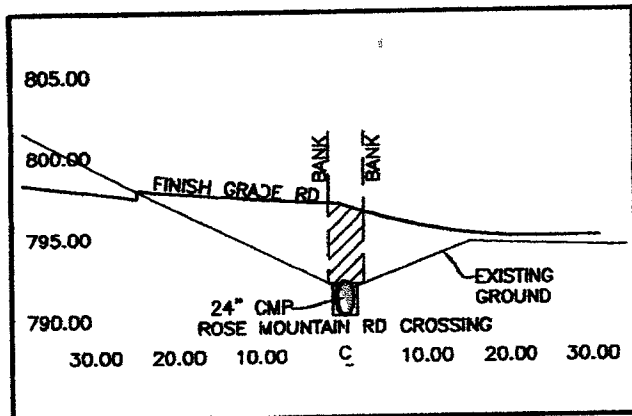 805.00
800.00
BANK
BANK
FINISH GRADE RD
795.00
EXISTING
GROUND
24" CMP
790.00
ROSE MOUNTAIN RD CROSSING
30.00 20.00 10.00 C 10.00 20.00 30.00